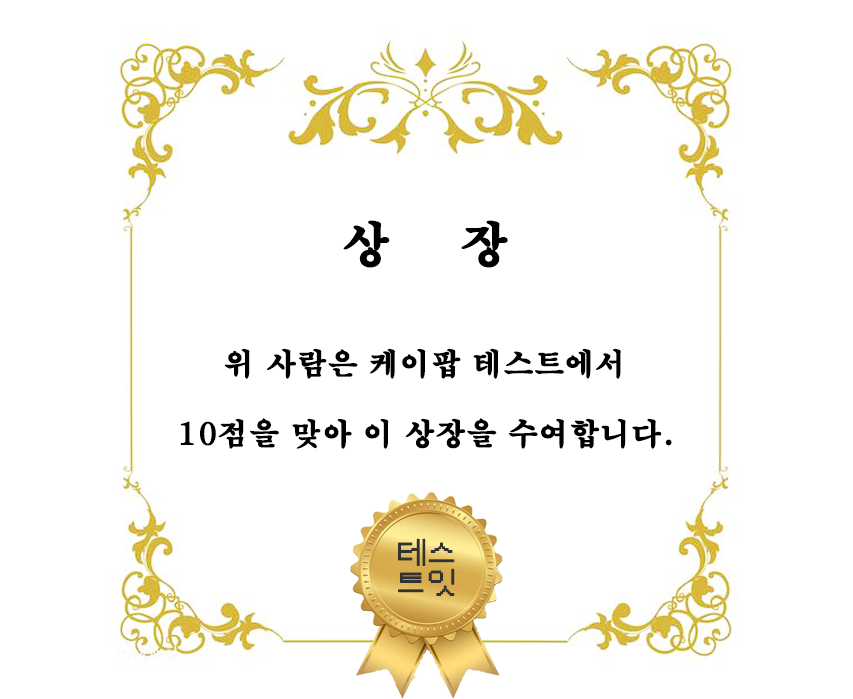 상 장
위 사람은 케이팝 테스트에서
10점을 맞아 이 상장을 수여합니다.
테스
트잇